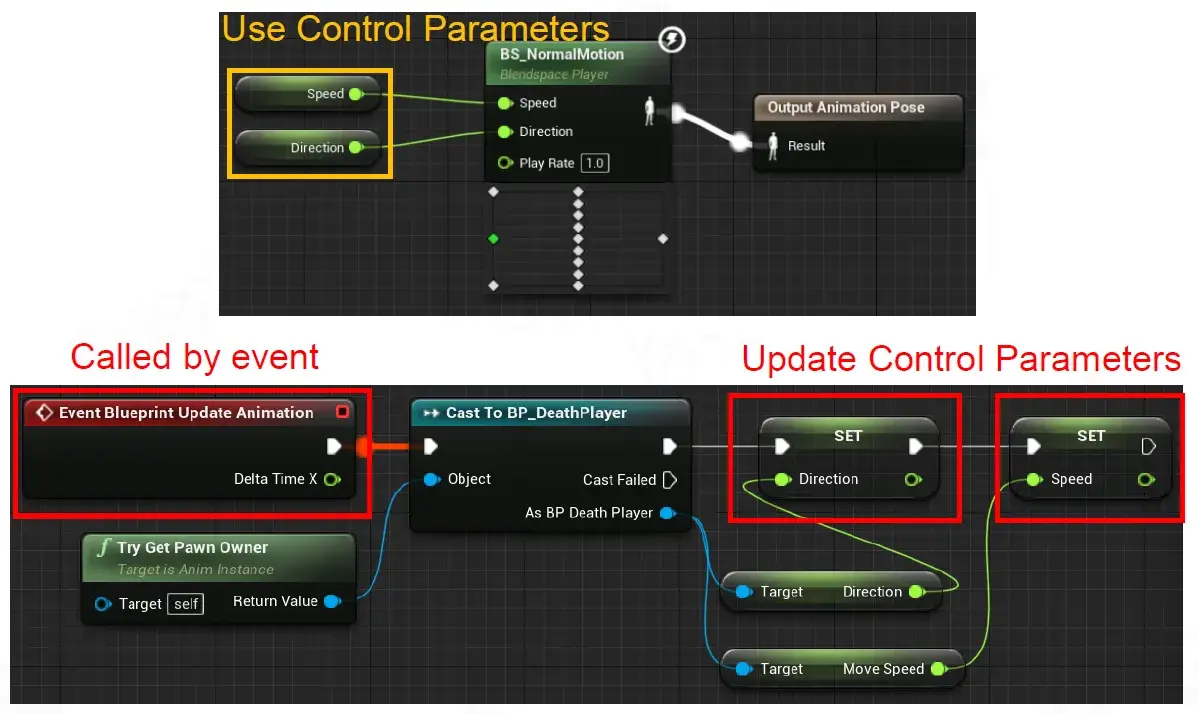 Use Control Parameters
BS_NormalMotion
Blendspace Player
Speed
Speed
Direction
Direction
Play Rate 1.0
Output Animation Pose
Result
Called by event
Update Control Parameters
Event Blueprint Update Animation
Delta Time X
Cast To BP_DeathPlayer
Object
Cast Failed
As BP Death Player
SET
Direction
SET
Speed
f Try Get Pawn Owner
Target is Anim Instance
Target self
Return Value
Target Direction
Target Move Speed